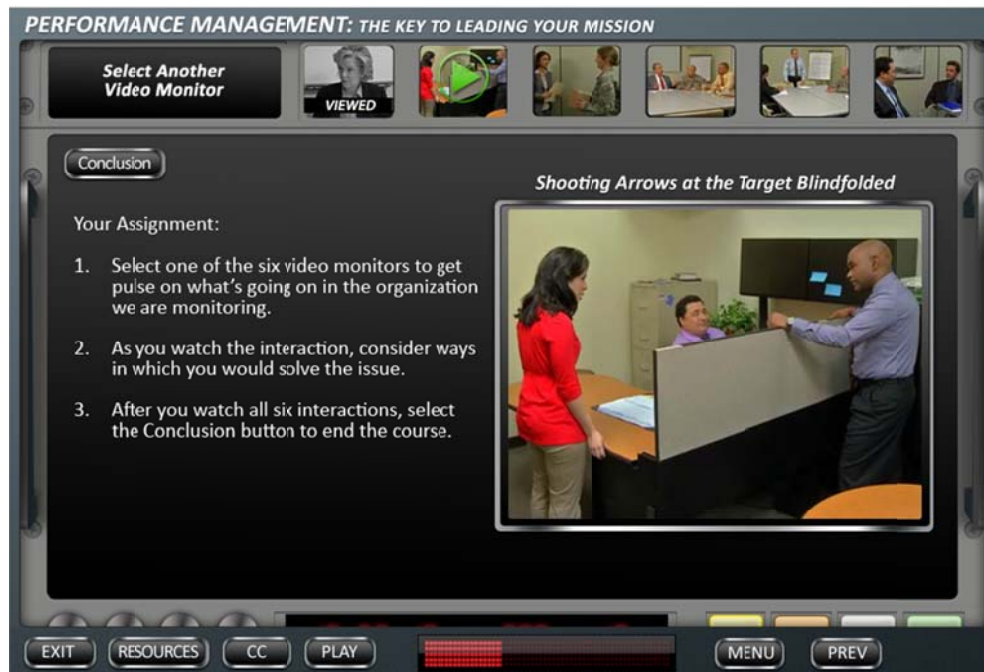 PERFORMANCE MANAGEMENT: THE KEY TO LEADING YOUR MISSION
Select Another
Video Monitor
VIEWED
Conclusion
Shooting Arrows at the Target Blindfolded
Your Assignment:
1. Select one of the six video monitors to get
pulse on what's going on in the organization
we are monitoring.
2. As you watch the interaction, consider ways
in which you would solve the issue.
3. After you watch all six interactions, select
the Conclusion button to end the course.
EXIT
RESOURCES
CC
PLAY
MENU
PREV